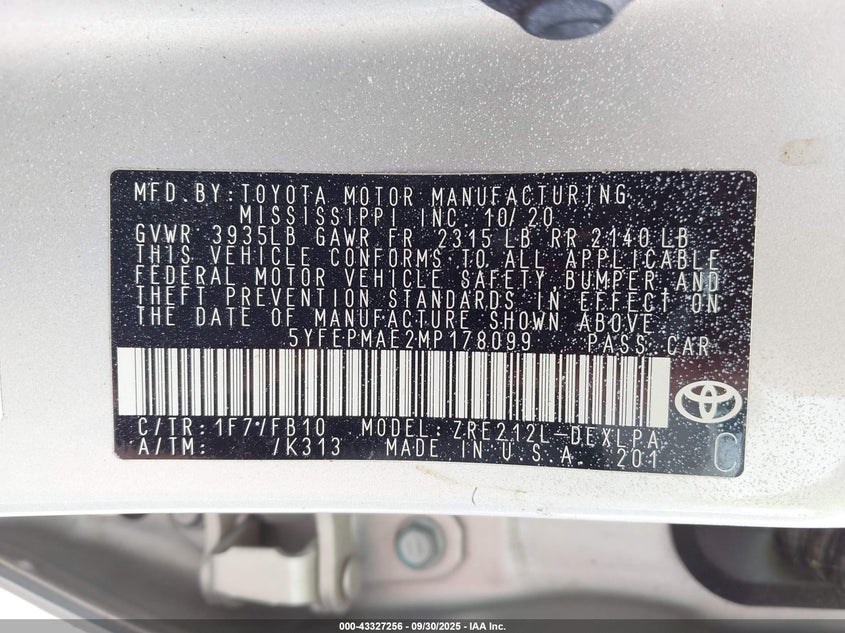 MFD. BY: TOYOTA MOTOR MANUFACTURING
MISSISSIPPI INC. 10/20
GVWR 3935LB GAWR FR 2315 LB RR 2140 LB
THIS VEHICLE CONFORMS TO ALL APPLICABLE
FEDERAL MOTOR VEHICLE SAFETY, BUMPER, AND
THEFT PREVENTION STANDARDS IN EFFECT ON
THE DATE OF MANUFACTURE SHOWN ABOVE.
5YFEPMAE2MP178099 PASS CAR
C/TR: 1F7*/FB10 MODEL: ZRE212L-DEXLPA
A/TM: /K313 MADE IN U.S.A. 201 C
000-43327256 - 09/30/2025 - IAA Inc.